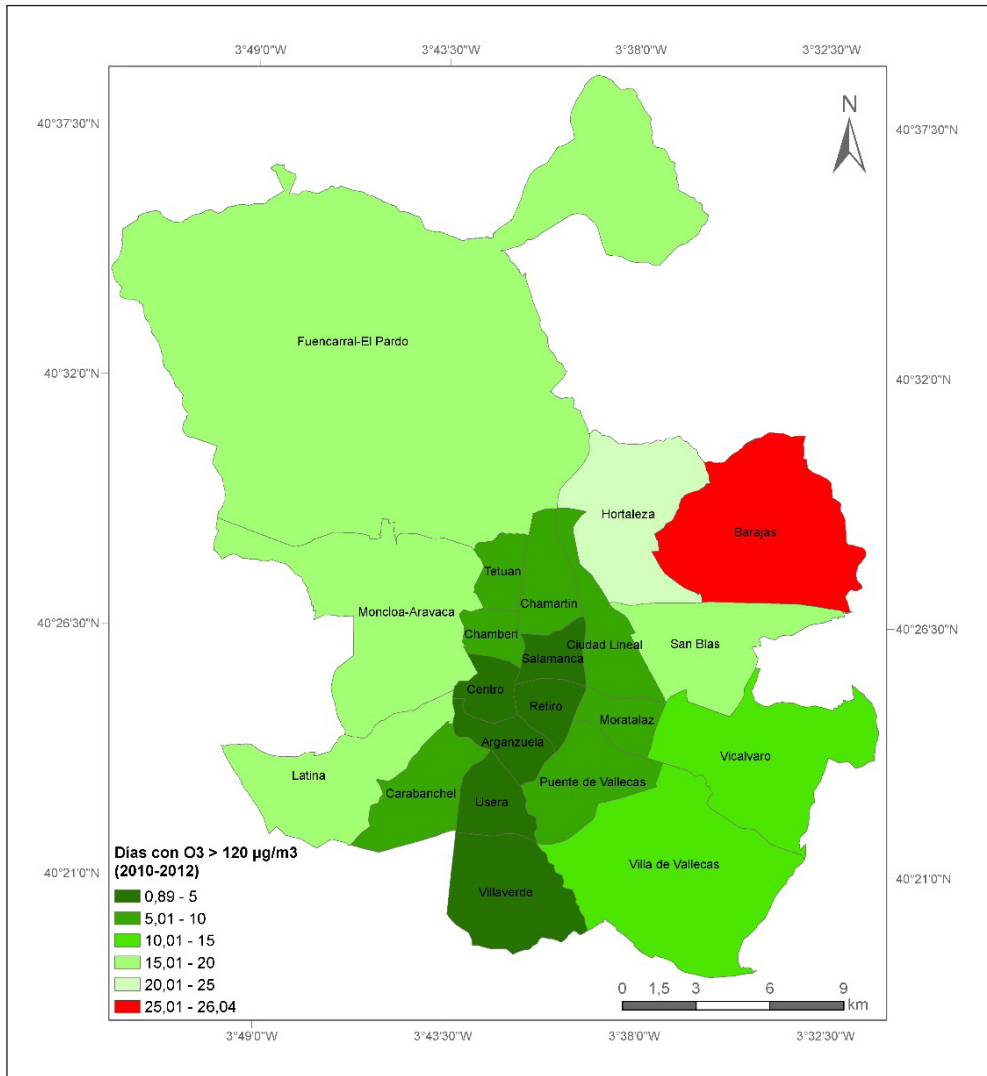 3°49'0"W 3°43'30"W 3°38'0"W 3°32'30"W
N
40°37'30"N 40°37'30"N
Fuencarral-El Pardo
40°32'0"N 40°32'0"N
Hortaleza
Barajas
Tetuan
Chamartin
Moncloa-Aravaca
40°26'30"N 40°26'30"N
Chamberi
Ciudad Lineal
San Blas
Salamanca
Centro
Retiro
Moratalaz
Arganzuela
Vicalvaro
Latina
Puente de Vallecas
Carabanchel
Usera
Días con O3 > 120 µg/m3
(2010-2012)
Villa de Vallecas
40°21'0"N 40°21'0"N
Villaverde
0,89 - 5
5,01 - 10
10,01 - 15
15,01 - 20
20,01 - 25
25,01 - 26,04
0 1,5 3 6 9
km
3°49'0"W 3°43'30"W 3°38'0"W 3°32'30"W